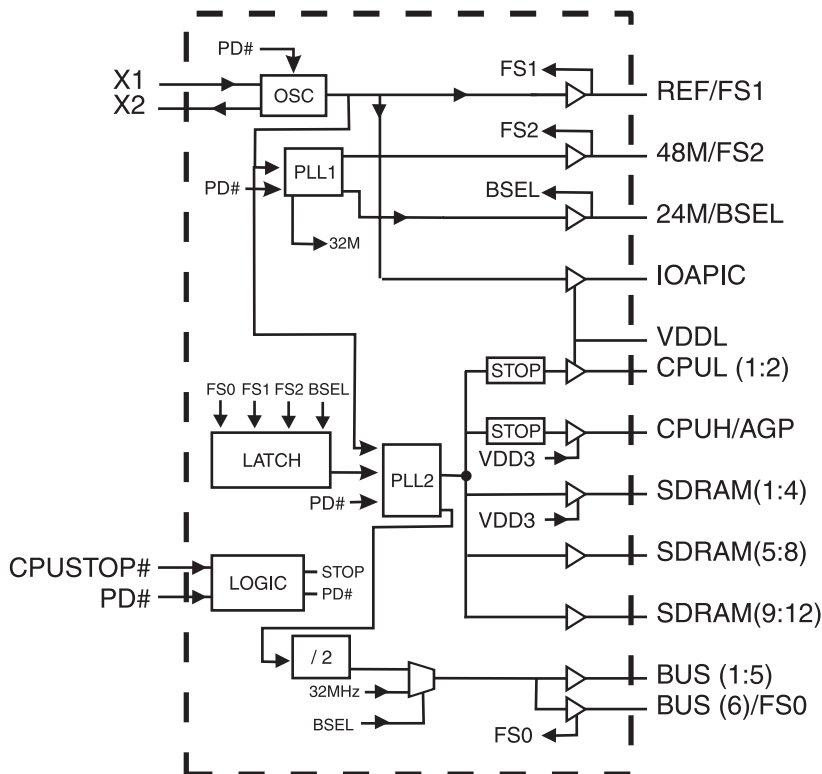 PD#
X1
X2
OSC
FS1
REF/FS1
FS2
48M/FS2
PD#
PLL1
BSEL
24M/BSEL
32M
IOAPIC
VDDL
STOP
CPUL (1:2)
FS0 FS1 FS2 BSEL
STOP
CPUH/AGP
LATCH
VDD3
PLL2
SDRAM(1:4)
PD#
VDD3
SDRAM(5:8)
CPUSTOP#
PD#
LOGIC
STOP
PD#
SDRAM(9:12)
/ 2
BUS (1:5)
32MHz
BUS (6)/FS0
BSEL
FS0